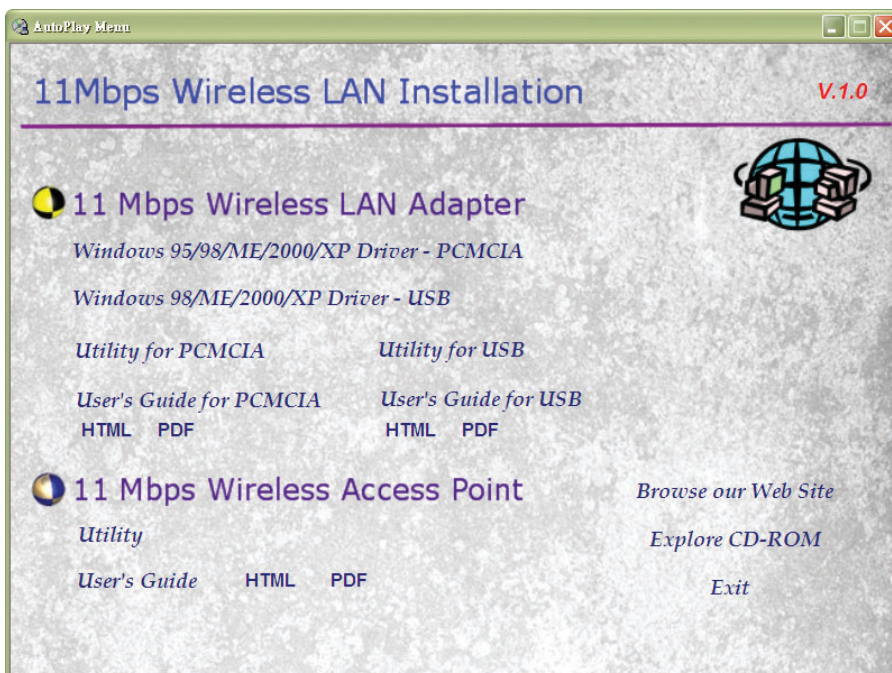 AutoPlay Menu
11Mbps Wireless LAN Installation
V.1.0
11 Mbps Wireless LAN Adapter
Windows 95/98/ME/2000/XP Driver - PCMCIA
Windows 98/ME/2000/XP Driver - USB
Utility for PCMCIA
Utility for USB
User's Guide for PCMCIA
HTML PDF
User's Guide for USB
HTML PDF
11 Mbps Wireless Access Point
Utility
User's Guide HTML PDF
Browse our Web Site
Explore CD-ROM
Exit